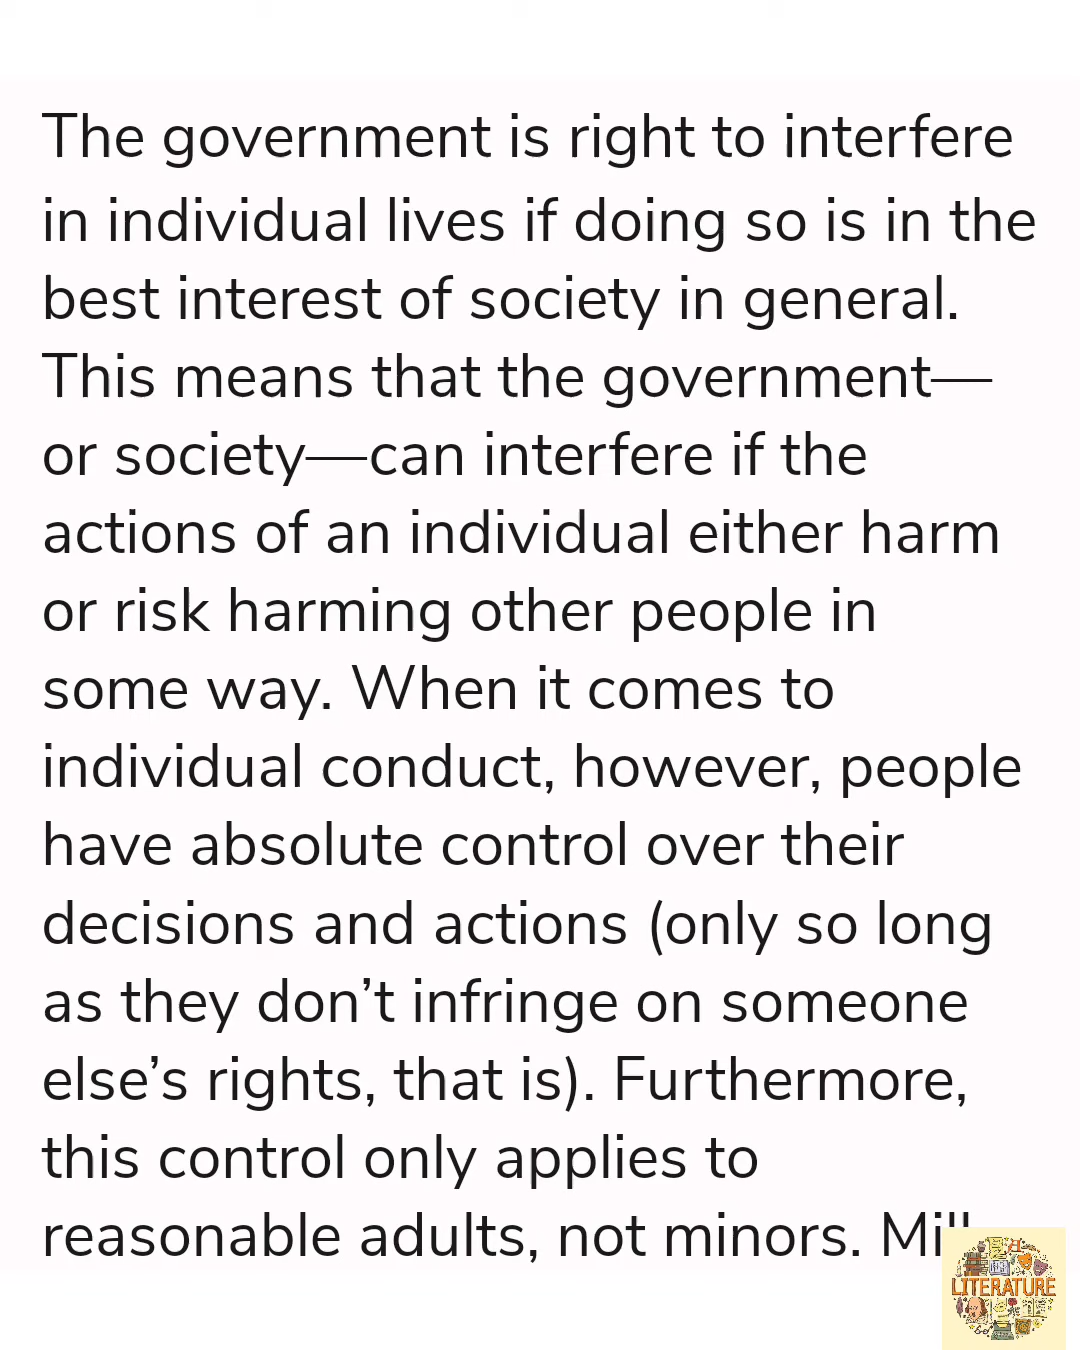 The government is right to interfere
in individual lives if doing so is in the
best interest of society in general.
This means that the government—
or society—can interfere if the
actions of an individual either harm
or risk harming other people in
some way. When it comes to
individual conduct, however, people
have absolute control over their
decisions and actions (only so long
as they don’t infringe on someone
else’s rights, that is). Furthermore,
this control only applies to
reasonable adults, not minors. Mill
LITERATURE